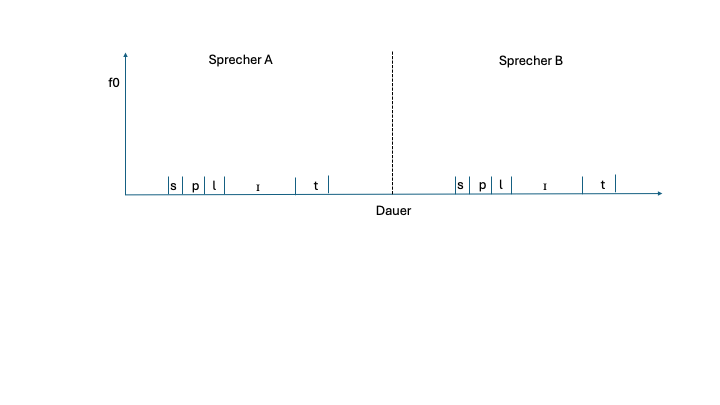 Sprecher A
Sprecher B
f0
s p l ɪ t
s p l ɪ t
Dauer